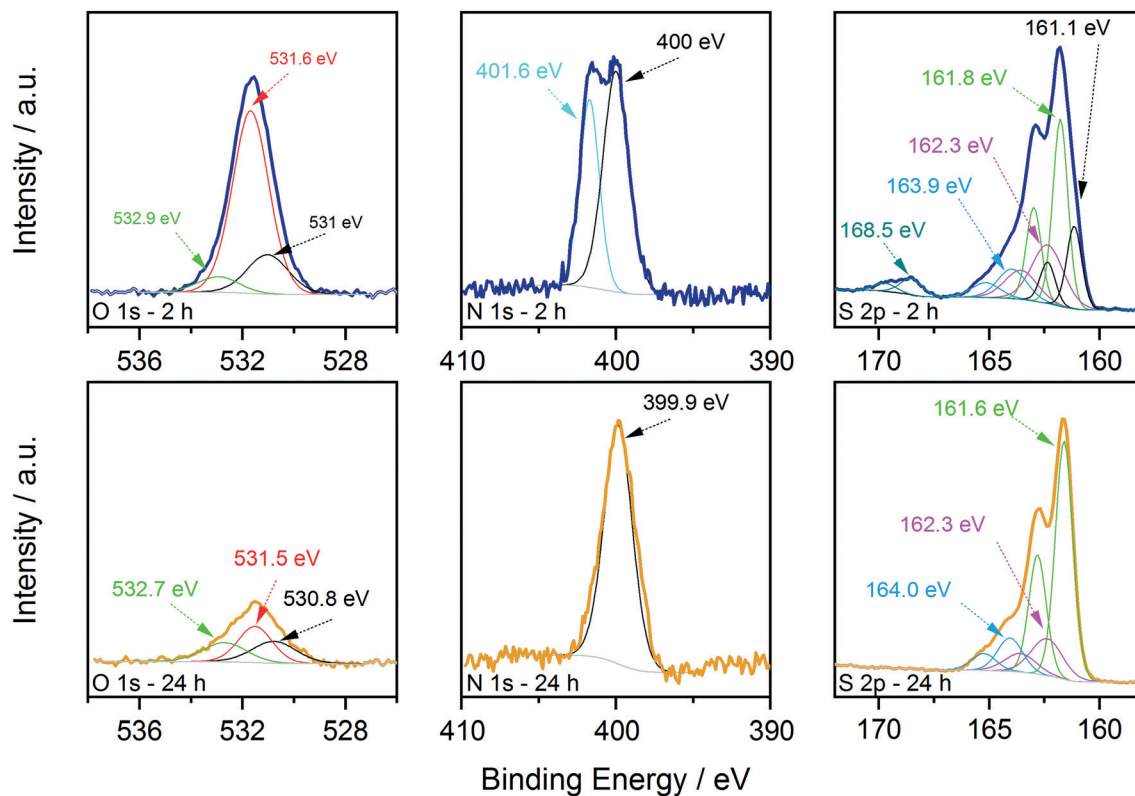 Intensity / a.u.
531.6 eV
532.9 eV
531 eV
O 1s - 2 h
536 532 528
401.6 eV
400 eV
N 1s - 2 h
410 400 390
161.1 eV
161.8 eV
162.3 eV
163.9 eV
168.5 eV
S 2p - 2 h
170 165 160
Intensity / a.u.
531.5 eV
532.7 eV
530.8 eV
O 1s - 24 h
536 532 528
399.9 eV
N 1s - 24 h
410 400 390
161.6 eV
162.3 eV
164.0 eV
S 2p - 24 h
170 165 160
Binding Energy / eV